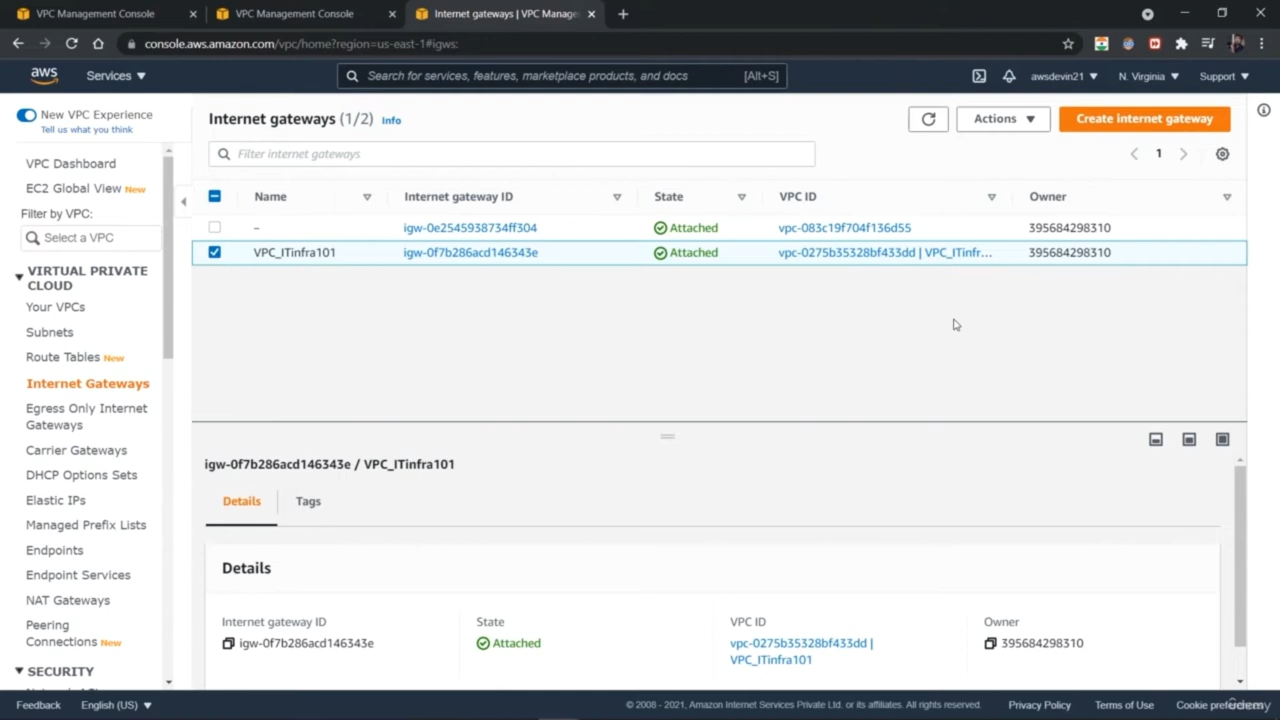 VPC Management Console
VPC Management Console
Internet gateways | VPC Manage
console.aws.amazon.com/vpc/home?region=us-east-1#igws:
aws
Services ▼
Search for services, features, marketplace products, and docs
[Alt+S]
awsdevin21 ▼
N. Virginia ▼
Support ▼
New VPC Experience
Tell us what you think
VPC Dashboard
EC2 Global View New
Filter by VPC:
Select a VPC
VIRTUAL PRIVATE
CLOUD
Your VPCs
Subnets
Route Tables New
Internet Gateways
Egress Only Internet
Gateways
Carrier Gateways
DHCP Options Sets
Elastic IPs
Managed Prefix Lists
Endpoints
Endpoint Services
NAT Gateways
Peering
Connections New
SECURITY
Internet gateways (1/2) Info
Actions ▼
Create internet gateway
Filter internet gateways
1
Name
Internet gateway ID
State
VPC ID
Owner
–
igw-0e2545938734ff304
Attached
vpc-083c19f704f136d55
395684298310
VPC_ITinfra101
igw-0f7b286acd146343e
Attached
vpc-0275b35328bf433dd | VPC_ITinfr...
395684298310
igw-0f7b286acd146343e / VPC_ITinfra101
Details
Tags
Details
Internet gateway ID
igw-0f7b286acd146343e
State
Attached
VPC ID
vpc-0275b35328bf433dd |
VPC_ITinfra101
Owner
395684298310
Feedback
English (US) ▼
© 2008 - 2021, Amazon Internet Services Private Ltd. or its affiliates. All rights reserved.
Privacy Policy
Terms of Use
Cookie preferences
Udemy